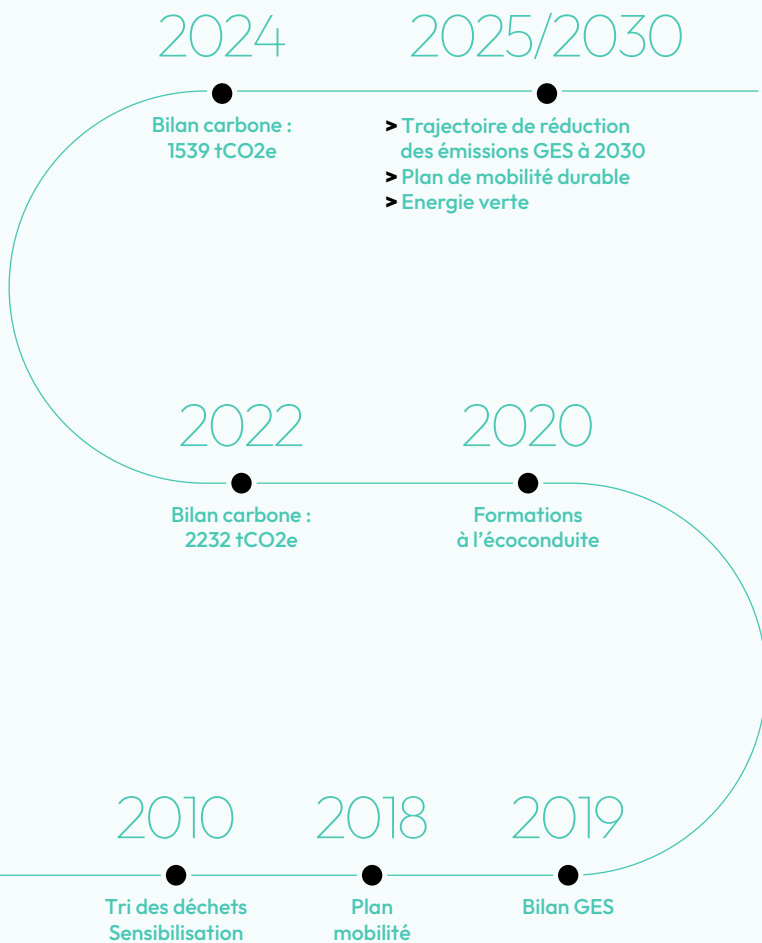 2024
Bilan carbone :
1539 tCO2e
2025/2030
> Trajectoire de réduction
des émissions GES à 2030
> Plan de mobilité durable
> Energie verte
2022
Bilan carbone :
2232 tCO2e
2020
Formations
à l'écoconduite
2010
Tri des déchets
Sensibilisation
2018
Plan
mobilité
2019
Bilan GES